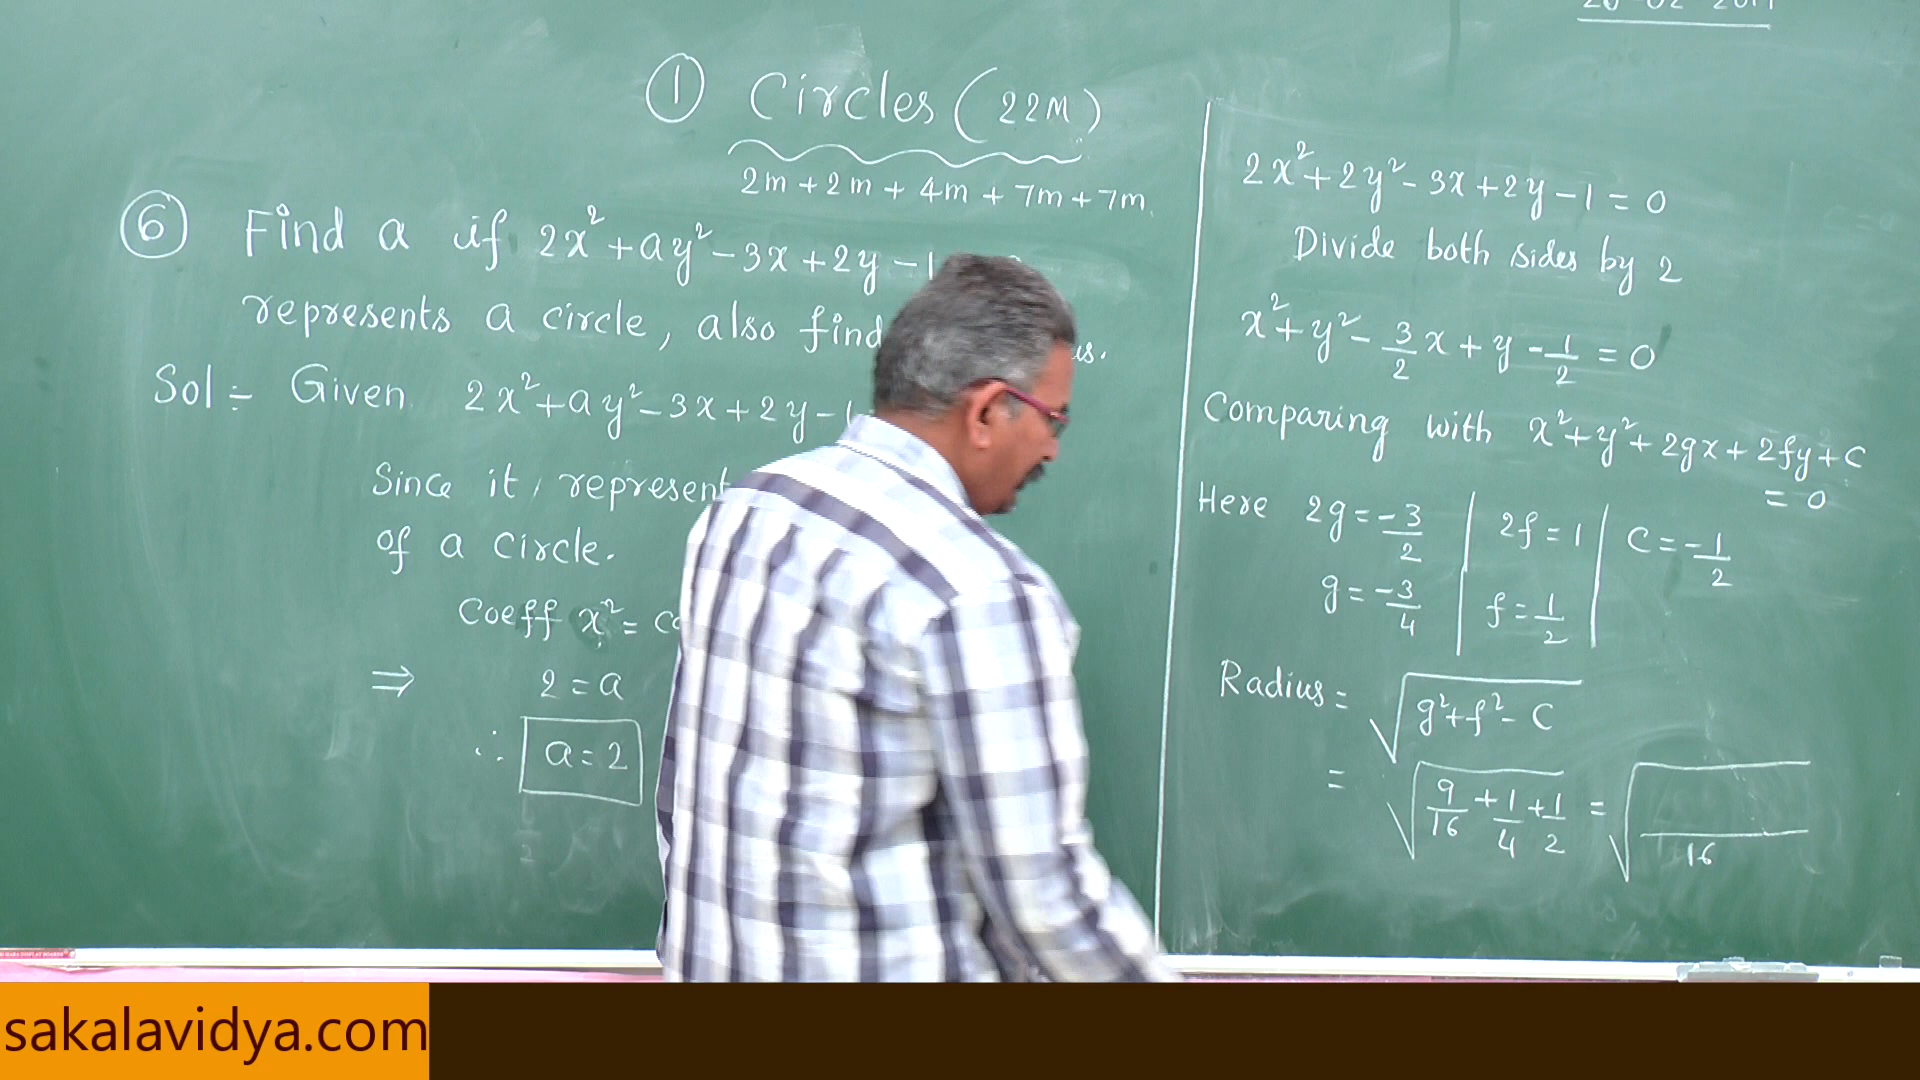 ① Circles (22M)
2m + 2m + 4m + 7m + 7m.
⑥ Find a if 2x² + ay² - 3x + 2y - 1
represents a circle, also find
Sol:- Given 2x² + ay² - 3x + 2y - 1
Since it, represent
of a circle.
Coeff x² =
⇒ 2 = a
∴ a = 2
2x² + 2y² - 3x + 2y - 1 = 0
Divide both sides by 2
x² + y² - 3/2 x + y - 1/2 = 0
Comparing with x² + y² + 2gx + 2fy + c
= 0
Here 2g = -3/2 | 2f = 1 | C = -1/2
g = -3/4 | f = 1/2
Radius = √(g² + f² - C)
= √(9/16 + 1/4 + 1/2) = √( /16)
sakalavidya.com